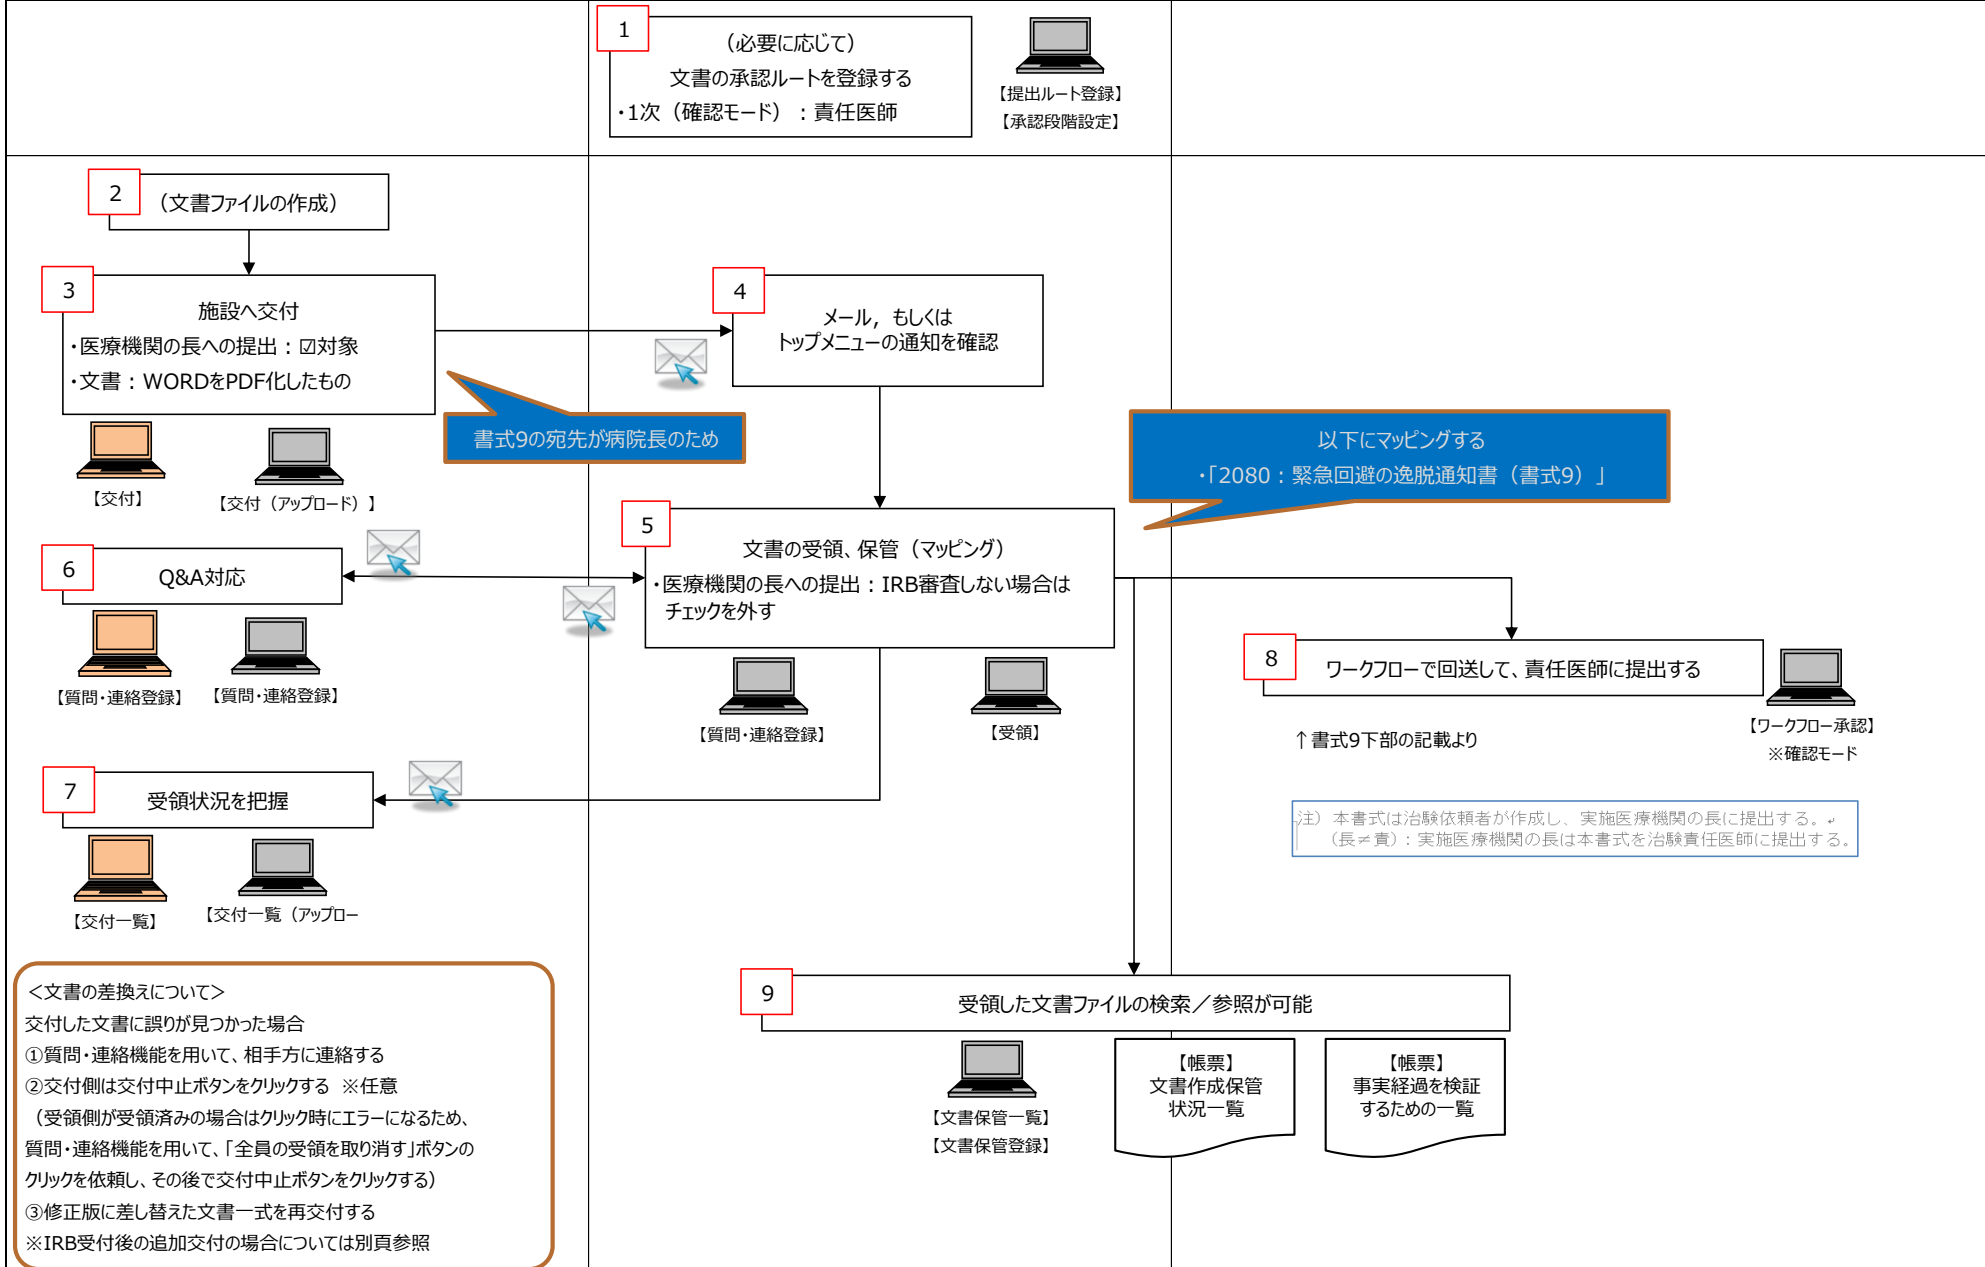 1
（必要に応じて）
文書の承認ルートを登録する
・1次（確認モード）：責任医師
【提出ルート登録】
【承認段階設定】
2
（文書ファイルの作成）
3
施設へ交付
・医療機関の長への提出：☑対象
・文書：WORDをPDF化したもの
【交付】
【交付（アップロード）】
4
メール，もしくは
トップメニューの通知を確認
書式9の宛先が病院長のため
以下にマッピングする
・「2080：緊急回避の逸脱通知書（書式9）」
5
文書の受領、保管（マッピング）
・医療機関の長への提出：IRB審査しない場合は
チェックを外す
【質問・連絡登録】
【受領】
6
Q&A対応
【質問・連絡登録】
【質問・連絡登録】
7
受領状況を把握
【交付一覧】
【交付一覧（アップロー
8
ワークフローで回送して、責任医師に提出する
【ワークフロー承認】
※確認モード
↑書式9下部の記載より
注）本書式は治験依頼者が作成し、実施医療機関の長に提出する。↵
（長≠責）：実施医療機関の長は本書式を治験責任医師に提出する。
9
受領した文書ファイルの検索／参照が可能
【文書保管一覧】
【文書保管登録】
【帳票】
文書作成保管
状況一覧
【帳票】
事実経過を検証
するための一覧
＜文書の差換えについて＞
交付した文書に誤りが見つかった場合
①質問・連絡機能を用いて、相手方に連絡する
②交付側は交付中止ボタンをクリックする ※任意
（受領側が受領済みの場合はクリック時にエラーになるため、
質問・連絡機能を用いて、「全員の受領を取り消す」ボタンの
クリックを依頼し、その後で交付中止ボタンをクリックする）
③修正版に差し替えた文書一式を再交付する
※IRB受付後の追加交付の場合については別頁参照